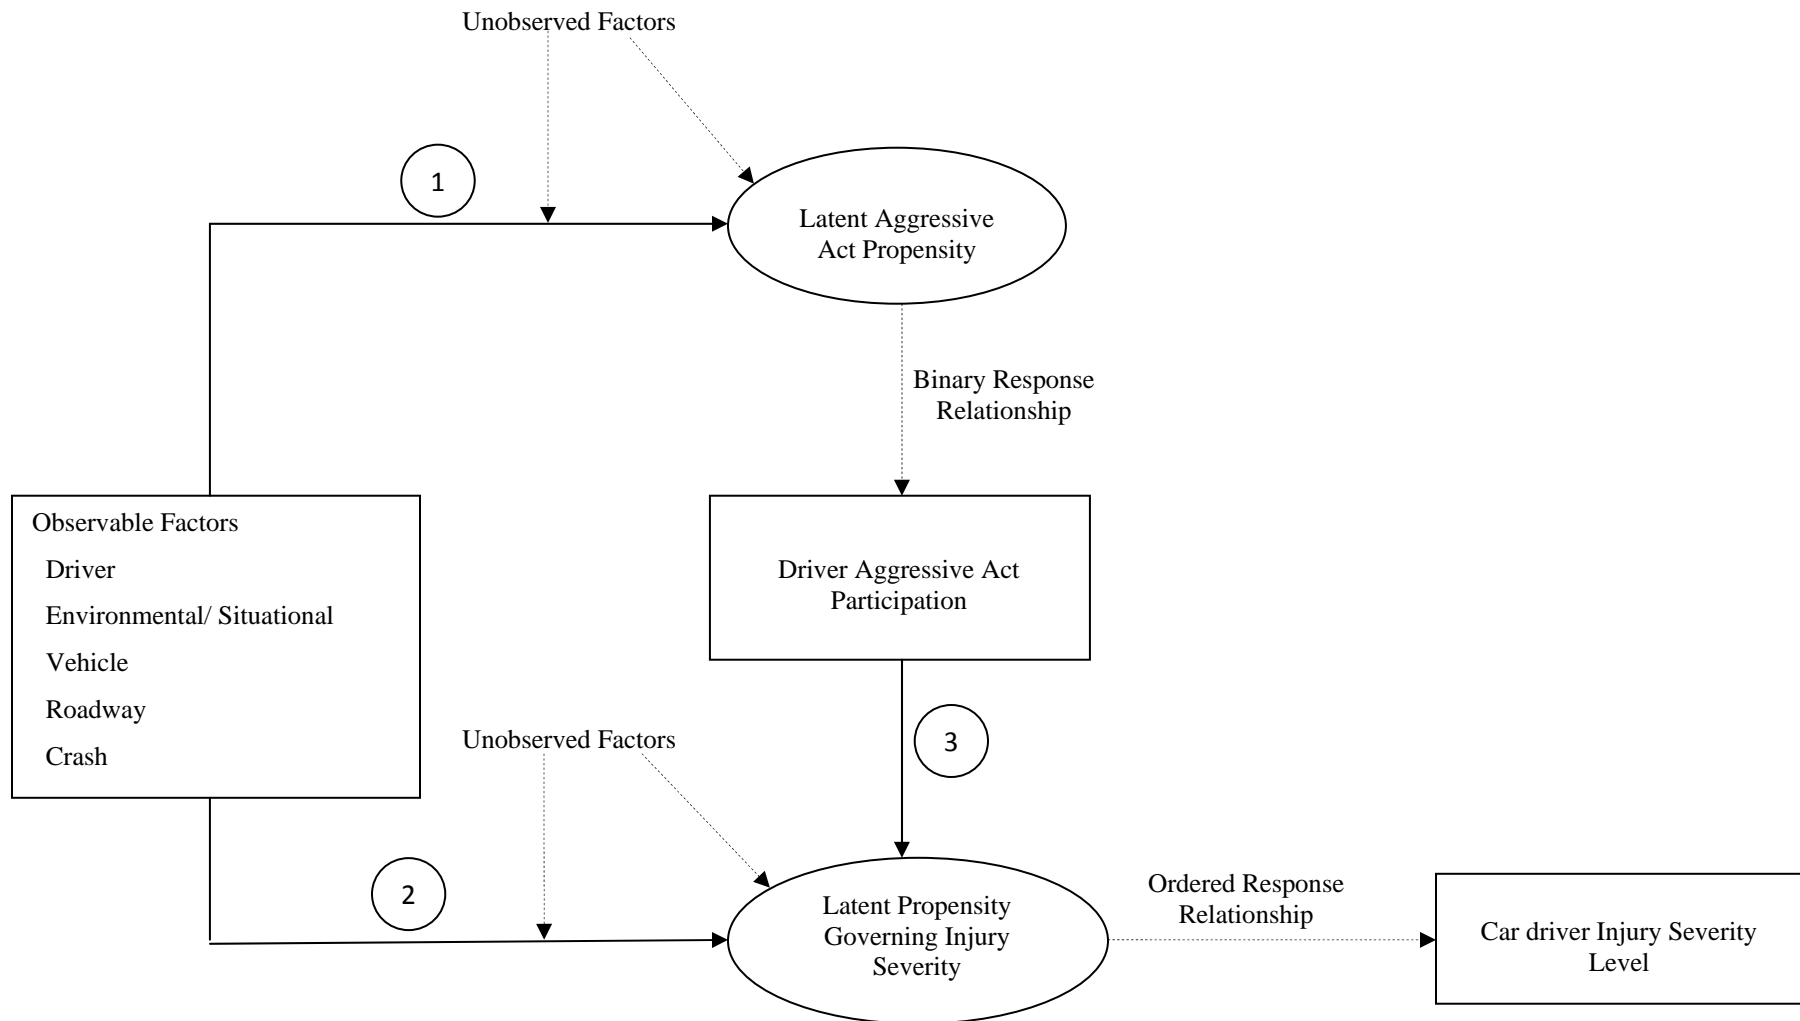 Unobserved Factors
1
Latent Aggressive
Act Propensity
Binary Response
Relationship
Observable Factors
Driver
Environmental/ Situational
Vehicle
Roadway
Crash
Driver Aggressive Act
Participation
Unobserved Factors
3
2
Latent Propensity
Governing Injury
Severity
Ordered Response
Relationship
Car driver Injury Severity
Level